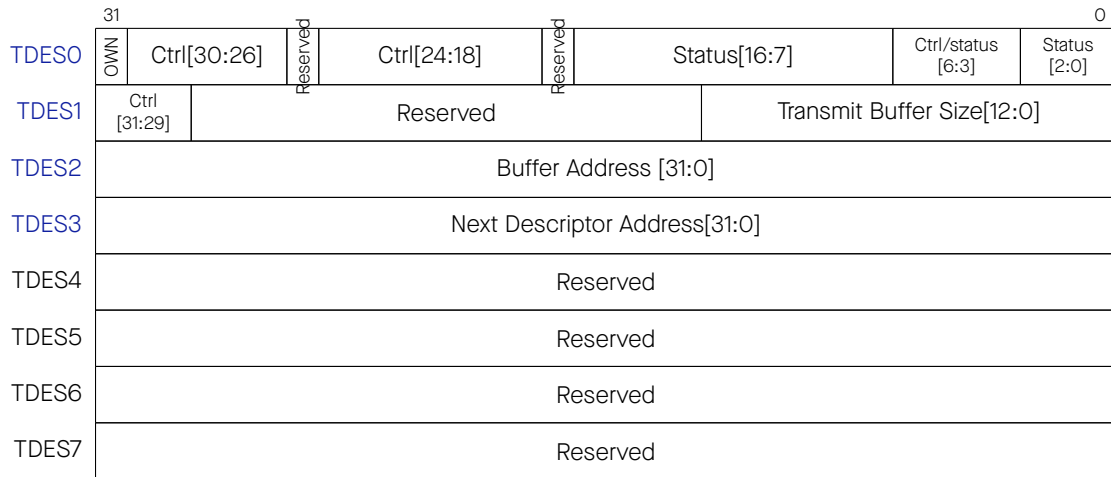 31 0
TDES0 OWN Ctrl[30:26] Reserved Ctrl[24:18] Reserved Status[16:7] Ctrl/status [6:3] Status [2:0]
TDES1 Ctrl [31:29] Reserved Transmit Buffer Size[12:0]
TDES2 Buffer Address [31:0]
TDES3 Next Descriptor Address[31:0]
TDES4 Reserved
TDES5 Reserved
TDES6 Reserved
TDES7 Reserved